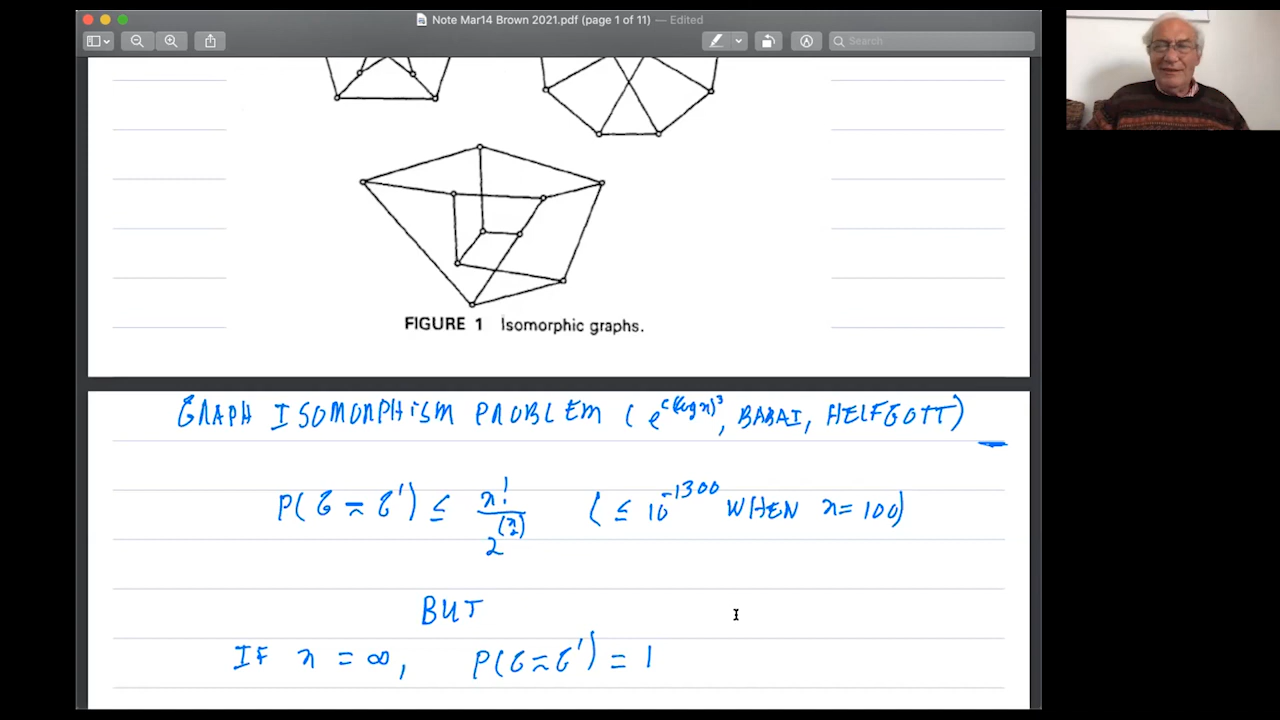 Note Mar14 Brown 2021.pdf (page 1 of 11) — Edited
Search
FIGURE 1 Isomorphic graphs.
GRAPH ISOMORPHISM PROBLEM (e^{c(log n)^3}, BABAI, HELFGOTT)
P(G ≈ G') ≤ n!/2^{(n 2)} (≤ 10^{-1300} WHEN n = 100)
BUT
IF n = ∞, P(G ≈ G') = 1